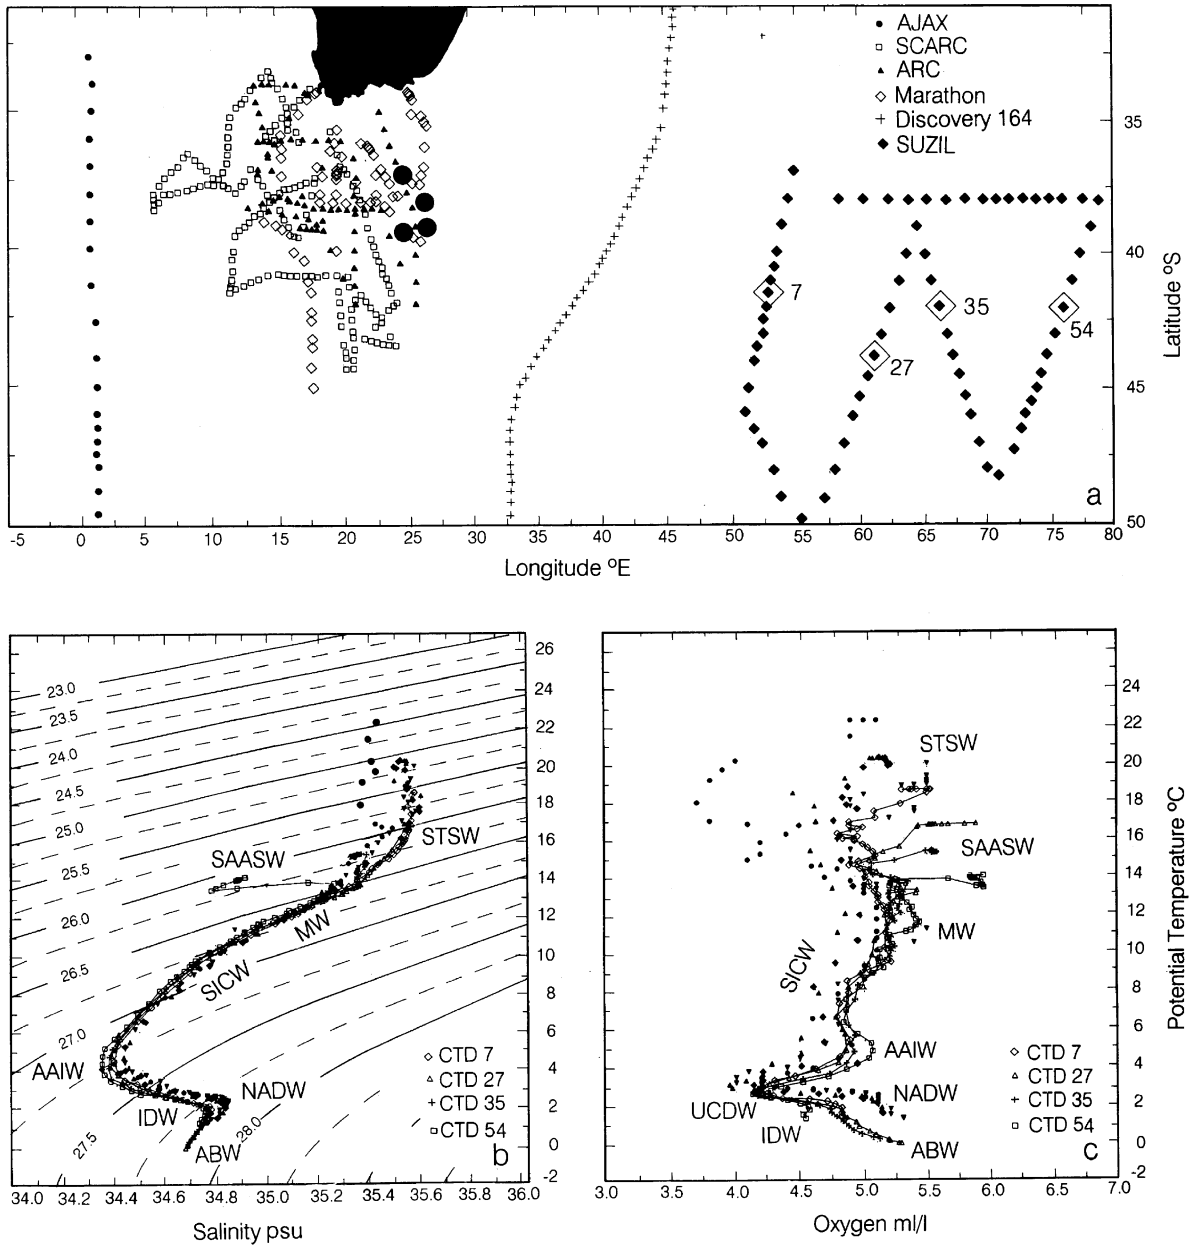 AJAX
SCARC
ARC
Marathon
Discovery 164
SUZIL
35
40
45
50
Latitude ºS
7
27
35
54
a
-5 0 5 10 15 20 25 30 35 40 45 50 55 60 65 70 75 80
Longitude ºE
26
24
22
20
18
16
14
12
10
8
6
4
2
0
-2
23.0
23.5
24.0
24.5
25.0
25.5
26.0
26.5
27.0
27.5
28.0
STSW
SAASW
MW
SICW
AAIW
NADW
IDW
ABW
CTD 7
CTD 27
CTD 35
CTD 54
b
34.0 34.2 34.4 34.6 34.8 35.0 35.2 35.4 35.6 35.8 36.0
Salinity psu
24
22
20
18
16
14
12
10
8
6
4
2
0
-2
Potential Temperature ºC
STSW
SAASW
MW
SICW
AAIW
NADW
UCDW
IDW
ABW
CTD 7
CTD 27
CTD 35
CTD 54
c
3.0 3.5 4.0 4.5 5.0 5.5 6.0 6.5 7.0
Oxygen ml/l